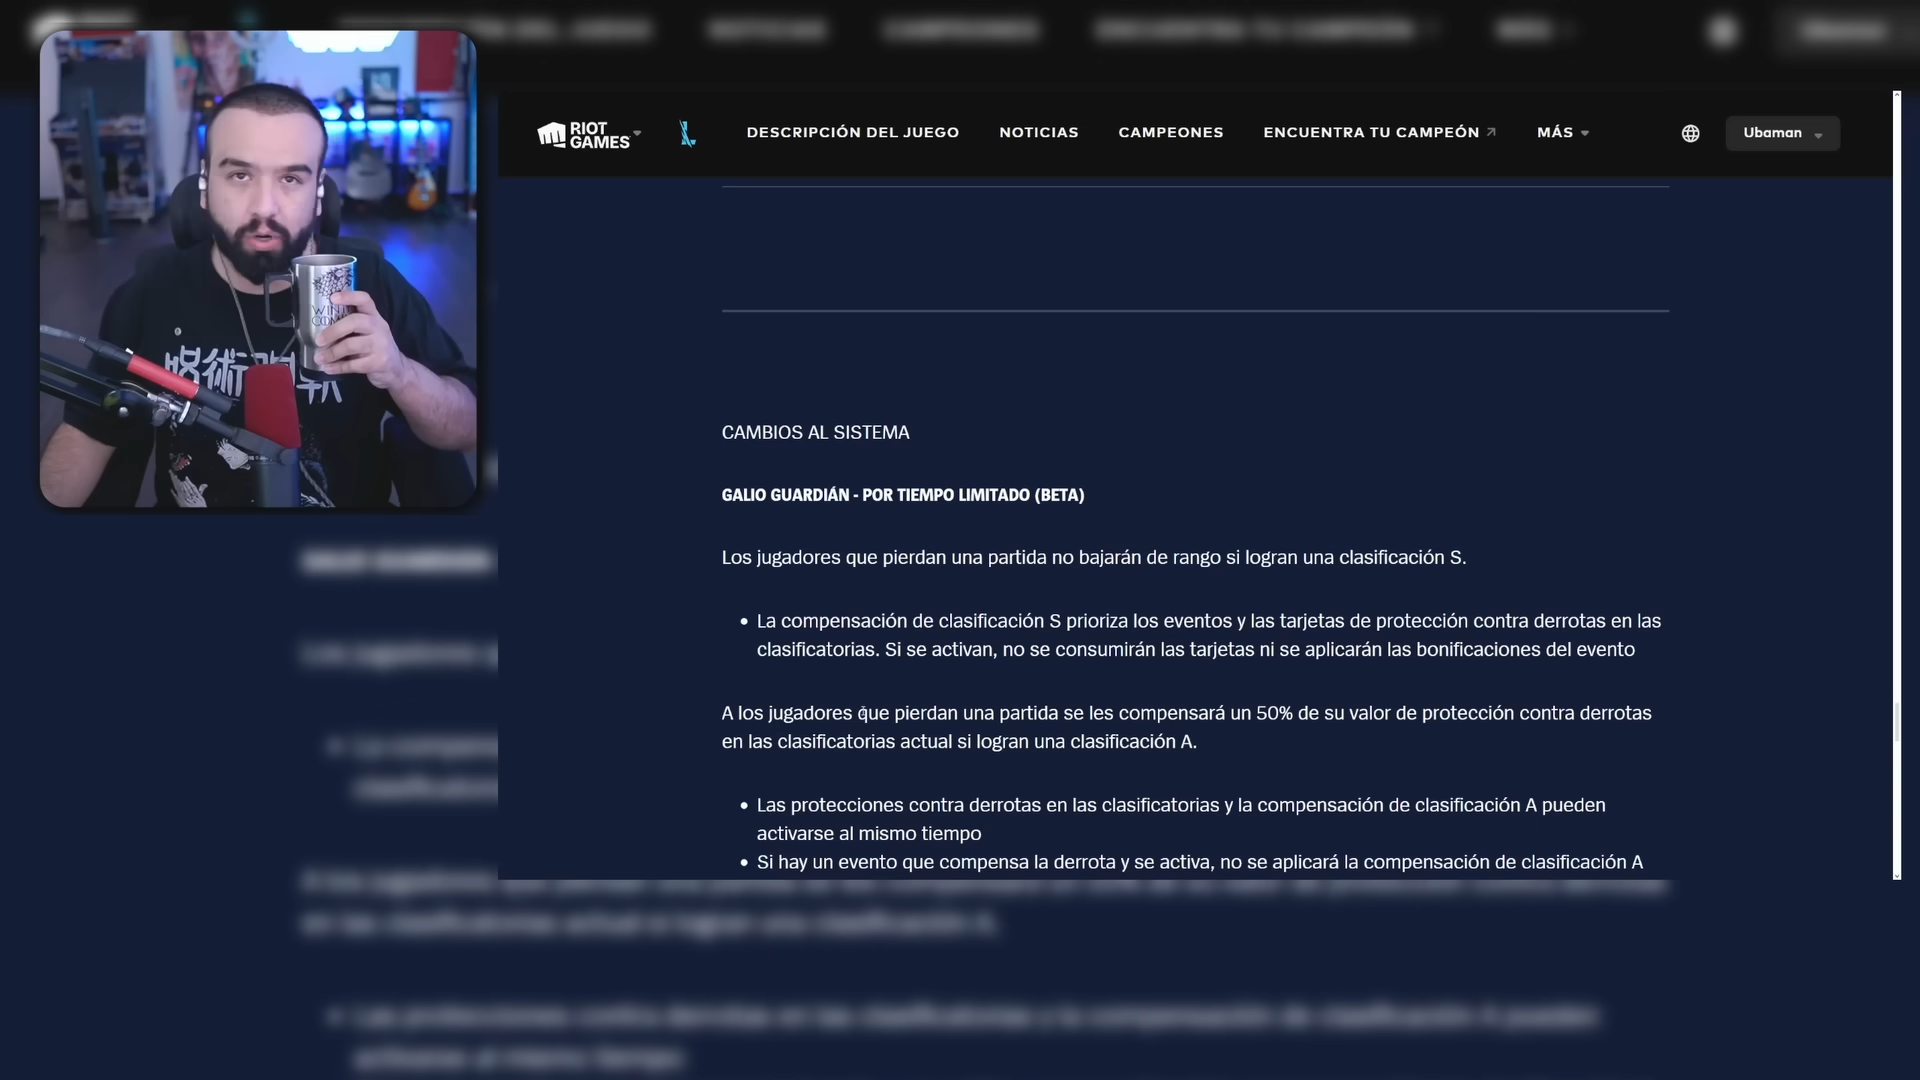 RIOT GAMES
DESCRIPCIÓN DEL JUEGO
NOTICIAS
CAMPEONES
ENCUENTRA TU CAMPEÓN
MÁS
Ubaman
CAMBIOS AL SISTEMA
GALIO GUARDIÁN - POR TIEMPO LIMITADO (BETA)
Los jugadores que pierdan una partida no bajarán de rango si logran una clasificación S.
• La compensación de clasificación S prioriza los eventos y las tarjetas de protección contra derrotas en las
clasificatorias. Si se activan, no se consumirán las tarjetas ni se aplicarán las bonificaciones del evento
A los jugadores que pierdan una partida se les compensará un 50% de su valor de protección contra derrotas
en las clasificatorias actual si logran una clasificación A.
• Las protecciones contra derrotas en las clasificatorias y la compensación de clasificación A pueden
activarse al mismo tiempo
• Si hay un evento que compensa la derrota y se activa, no se aplicará la compensación de clasificación A